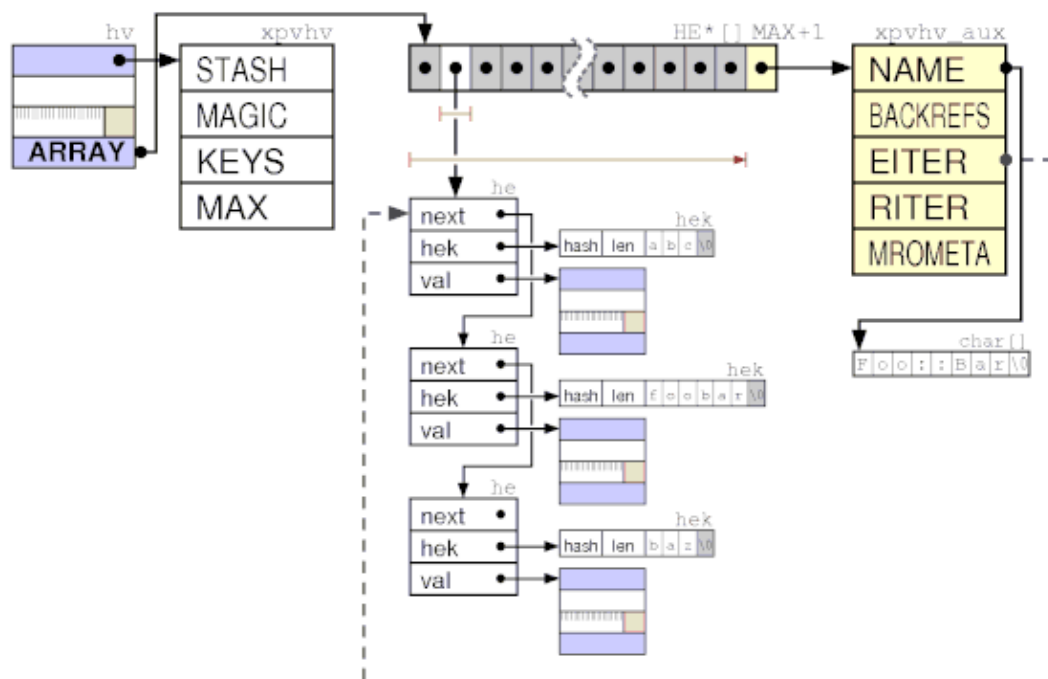 hv
xpvhv
HE*[] MAX+1
xpvhv_aux
STASH
MAGIC
KEYS
MAX
ARRAY
NAME
BACKREFS
EITER
RITER
MROMETA
he
next
hek
val
hek
hash len a b c \0
he
next
hek
val
hek
hash len f o o b a r \0
char[]
F o o : : B a r \0
he
next
hek
val
hek
hash len b a z \0